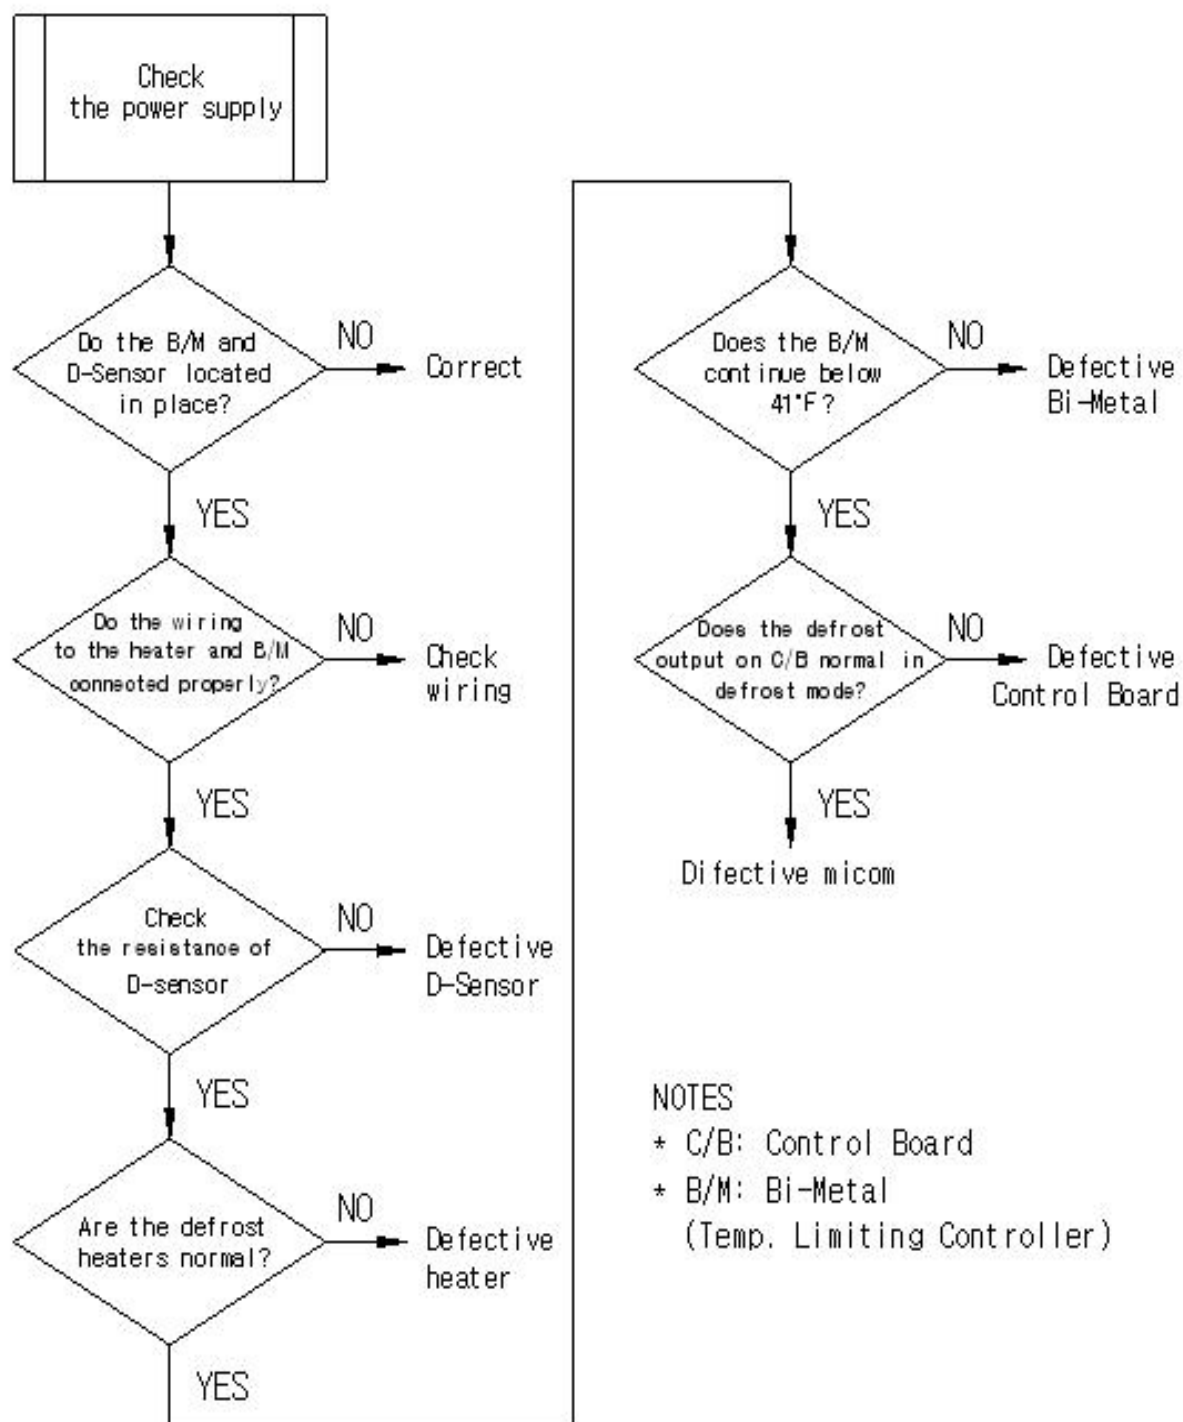 Check
the power supply
Do the B/M and
D-Sensor located
in place?
NO
Correct
YES
Do the wiring
to the heater and B/M
connected properly?
NO
Check
wiring
YES
Check
the resistance of
D-sensor
NO
Defective
D-Sensor
YES
Are the defrost
heaters normal?
NO
Defective
heater
YES
Does the B/M
continue below
41°F?
NO
Defective
Bi-Metal
YES
Does the defrost
output on C/B normal in
defrost mode?
NO
Defective
Control Board
YES
Difective micom
NOTES
* C/B: Control Board
* B/M: Bi-Metal
(Temp. Limiting Controller)